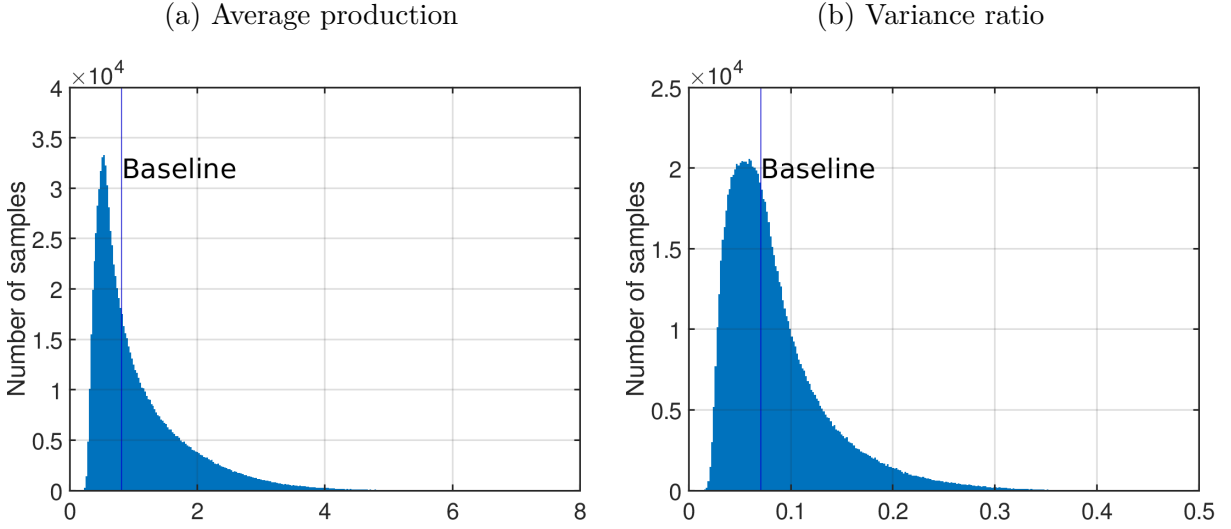 (a) Average production
(b) Variance ratio
×10⁴
4
3.5
3
2.5
2
1.5
1
0.5
0
Number of samples
Baseline
0 2 4 6 8
×10⁴
2.5
2
1.5
1
0.5
0
Number of samples
Baseline
0 0.1 0.2 0.3 0.4 0.5